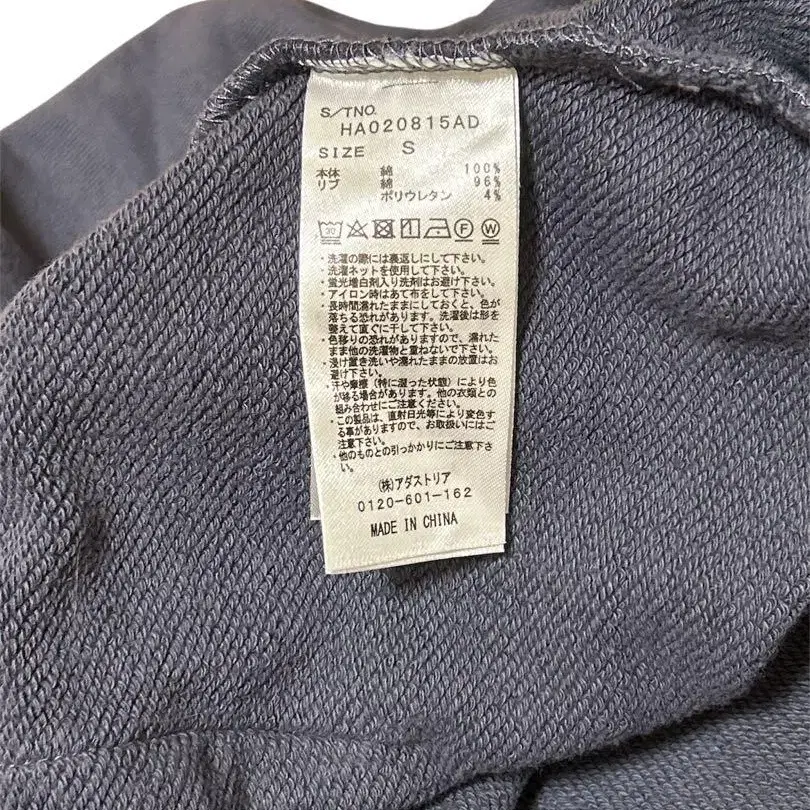 S/TNO.
HA020815AD
SIZE S
本体 綿 100%
リブ 綿 96%
ポリウレタン 4%
30 F W
・洗濯の際には裏返しにして下さい。
・洗濯ネットを使用して下さい。
・蛍光増白剤入り洗剤はお避け下さい。
・アイロン時はあて布をして下さい。
・長時間濡れたままにしておくと、色が
落ちる恐れがあります。洗濯後は形を
整えて直ぐに干して下さい。
・色移りの恐れがありますので、濡れた
まま他の洗濯物と重ねないで下さい。
・浸け置き洗いや濡れたままの放置はお
避け下さい。
・汗や摩擦（特に湿った状態）により色
が移る場合があります。他の衣類との
組み合わせにご注意ください。
・この製品は、直射日光等により変色す
る事がありますので、お取扱いにはご
注意下さい。
・他のものとの引っかかりにご注意下さ
い。
(株)アダストリア
0120-601-162
MADE IN CHINA